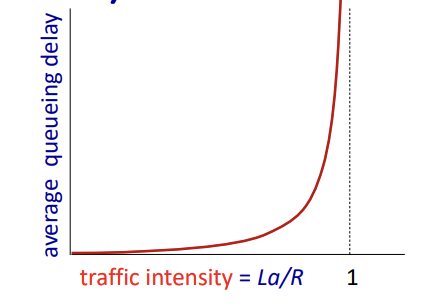 average queueing delay
traffic intensity = La/R 1